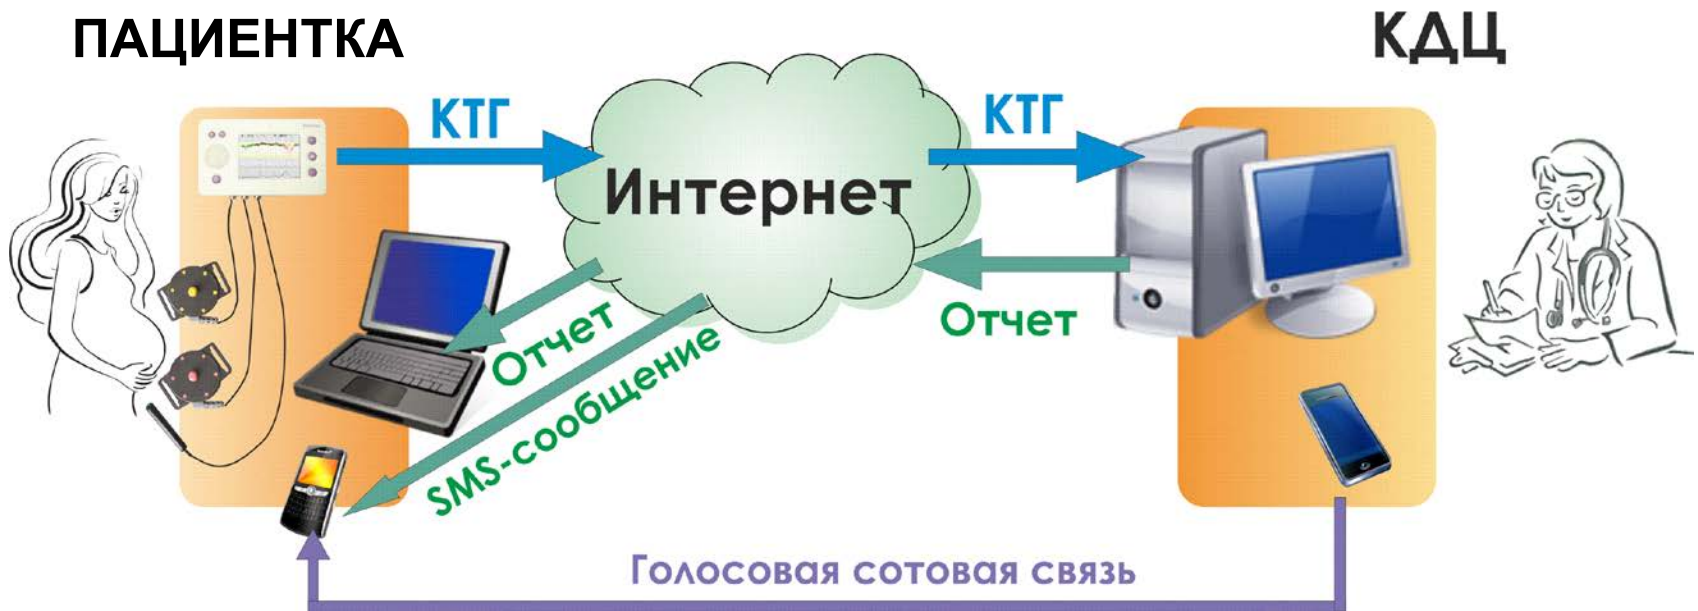 ПАЦИЕНТКА
КДЦ
КТГ
КТГ
Интернет
Отчет
Отчет
SMS-сообщение
Голосовая сотовая связь